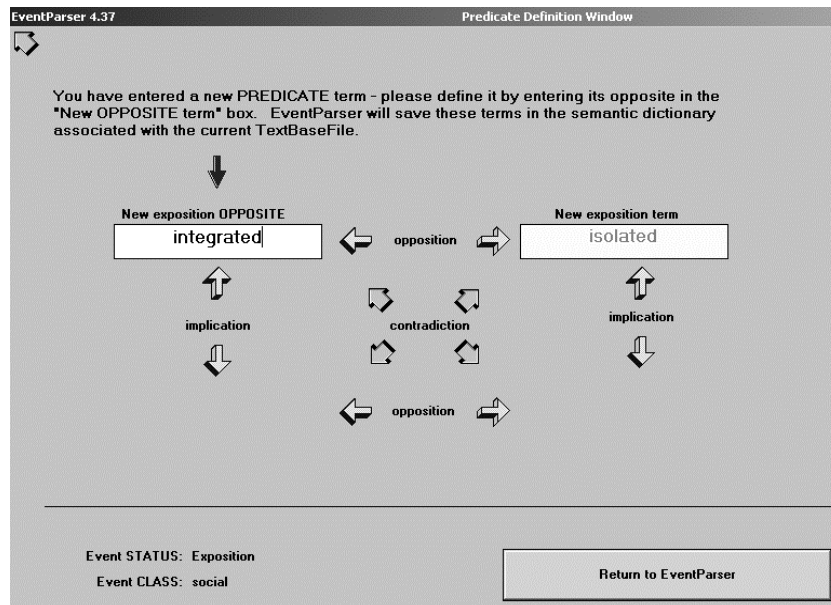 EventParser 4.37 Predicate Definition Window
You have entered a new PREDICATE term - please define it by entering its opposite in the
"New OPPOSITE term" box. EventParser will save these terms in the semantic dictionary
associated with the current TextBaseFile.
New exposition OPPOSITE New exposition term
integrated opposition isolated
implication contradiction implication
opposition
Event STATUS: Exposition
Event CLASS: social
Return to EventParser